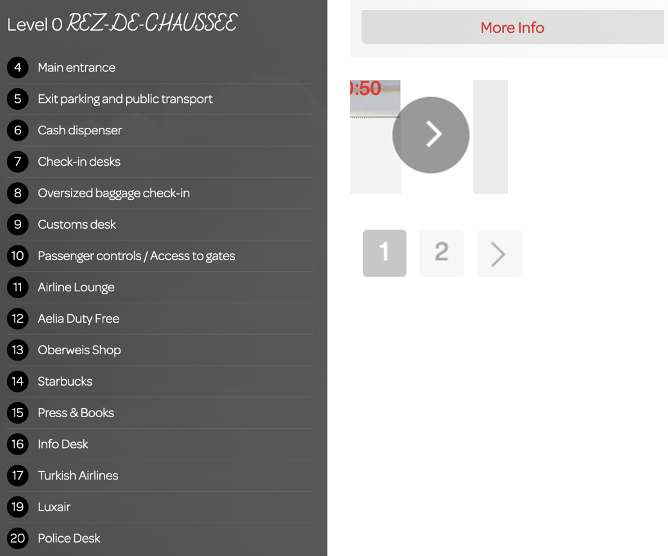 Level 0 REZ-DE-CHAUSSEE
4 Main entrance
5 Exit parking and public transport
6 Cash dispenser
7 Check-in desks
8 Oversized baggage check-in
9 Customs desk
10 Passenger controls / Access to gates
11 Airline Lounge
12 Aelia Duty Free
13 Oberweis Shop
14 Starbucks
15 Press & Books
16 Info Desk
17 Turkish Airlines
19 Luxair
20 Police Desk
More Info
:50
1 2